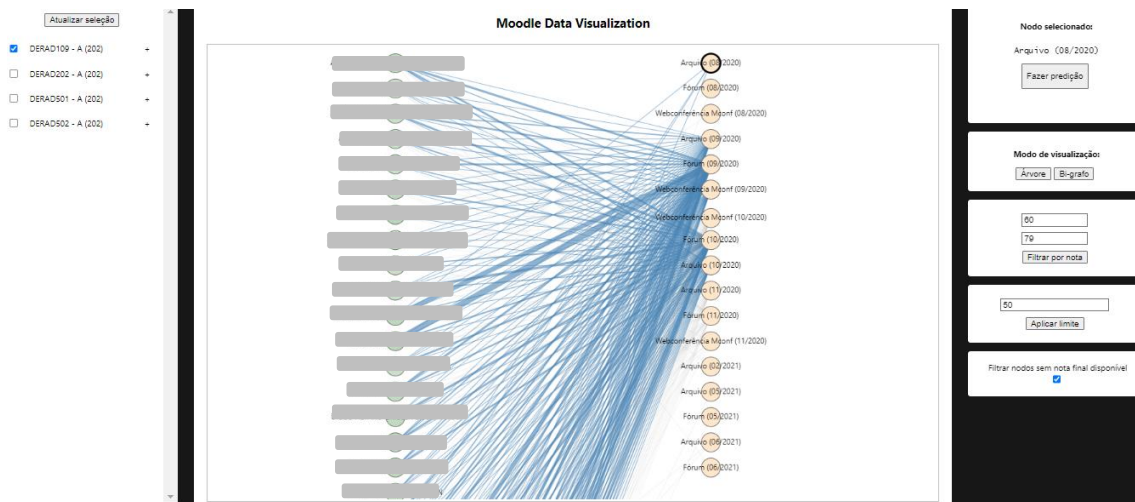 Atualizar seleção
DERAD109 - A (202) +
DERAD202 - A (202) +
DERAD501 - A (202) +
DERAD502 - A (202) +
Moodle Data Visualization
Arquivo (08/2020)
Fórum (08/2020)
Webconferência Mconf (08/2020)
Arquivo (09/2020)
Fórum (09/2020)
Webconferência Mconf (09/2020)
Webconferência Mconf (10/2020)
Fórum (10/2020)
Arquivo (10/2020)
Arquivo (11/2020)
Fórum (11/2020)
Webconferência Mconf (11/2020)
Arquivo (02/2021)
Arquivo (05/2021)
Fórum (05/2021)
Arquivo (06/2021)
Fórum (06/2021)
Nodo selecionado:
Arquivo (08/2020)
Fazer predição
Modo de visualização:
Árvore Bi-grafo
60
79
Filtrar por nota
50
Aplicar limite
Filtrar nodos sem nota final disponível